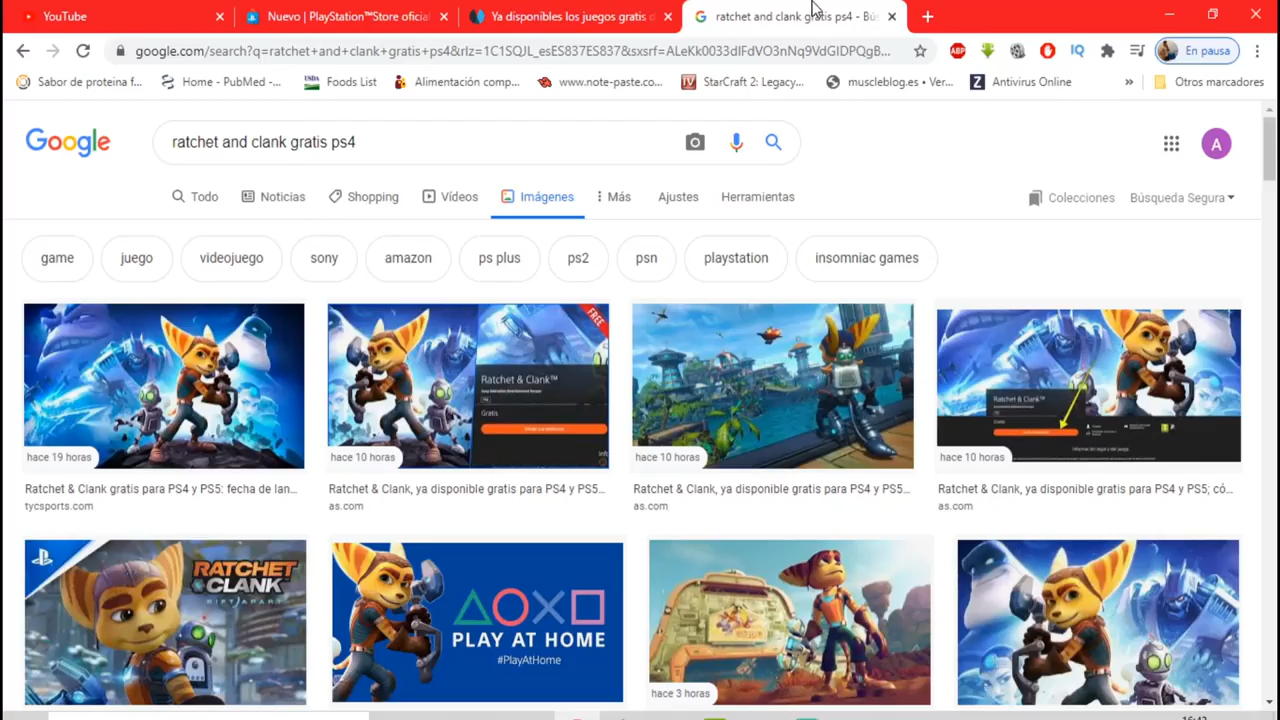 YouTube
Nuevo | PlayStation™Store oficial
Ya disponibles los juegos gratis d
ratchet and clank gratis ps4 - Bús
google.com/search?q=ratchet+and+clank+gratis+ps4&rlz=1C1SQJL_esES837ES837&sxsrf=ALeKk0033dIFdVO3nNq9VdGIDPQgB...
ABP
IQ
En pausa
Sabor de proteina f...
Home - PubMed -...
USDA
Foods List
Alimentación comp...
www.note-paste.co...
StarCraft 2: Legacy...
muscleblog.es • Ver...
Z
Antivirus Online
»
Otros marcadores
Google
ratchet and clank gratis ps4
A
Todo
Noticias
Shopping
Vídeos
Imágenes
Más
Ajustes
Herramientas
Colecciones
Búsqueda Segura
game
juego
videojuego
sony
amazon
ps plus
ps2
psn
playstation
insomniac games
FREE
Ratchet & Clank™
Gratis
Ratchet & Clank™
hace 19 horas
hace 10 horas
hace 10 horas
hace 10 horas
Ratchet & Clank gratis para PS4 y PS5: fecha de lan...
tycsports.com
Ratchet & Clank, ya disponible gratis para PS4 y PS5...
as.com
Ratchet & Clank, ya disponible gratis para PS4 y PS5...
as.com
Ratchet & Clank, ya disponible gratis para PS4 y PS5; có...
as.com
RATCHET
CLANK
RIFT APART
PLAY AT HOME
#PlayAtHome
hace 3 horas